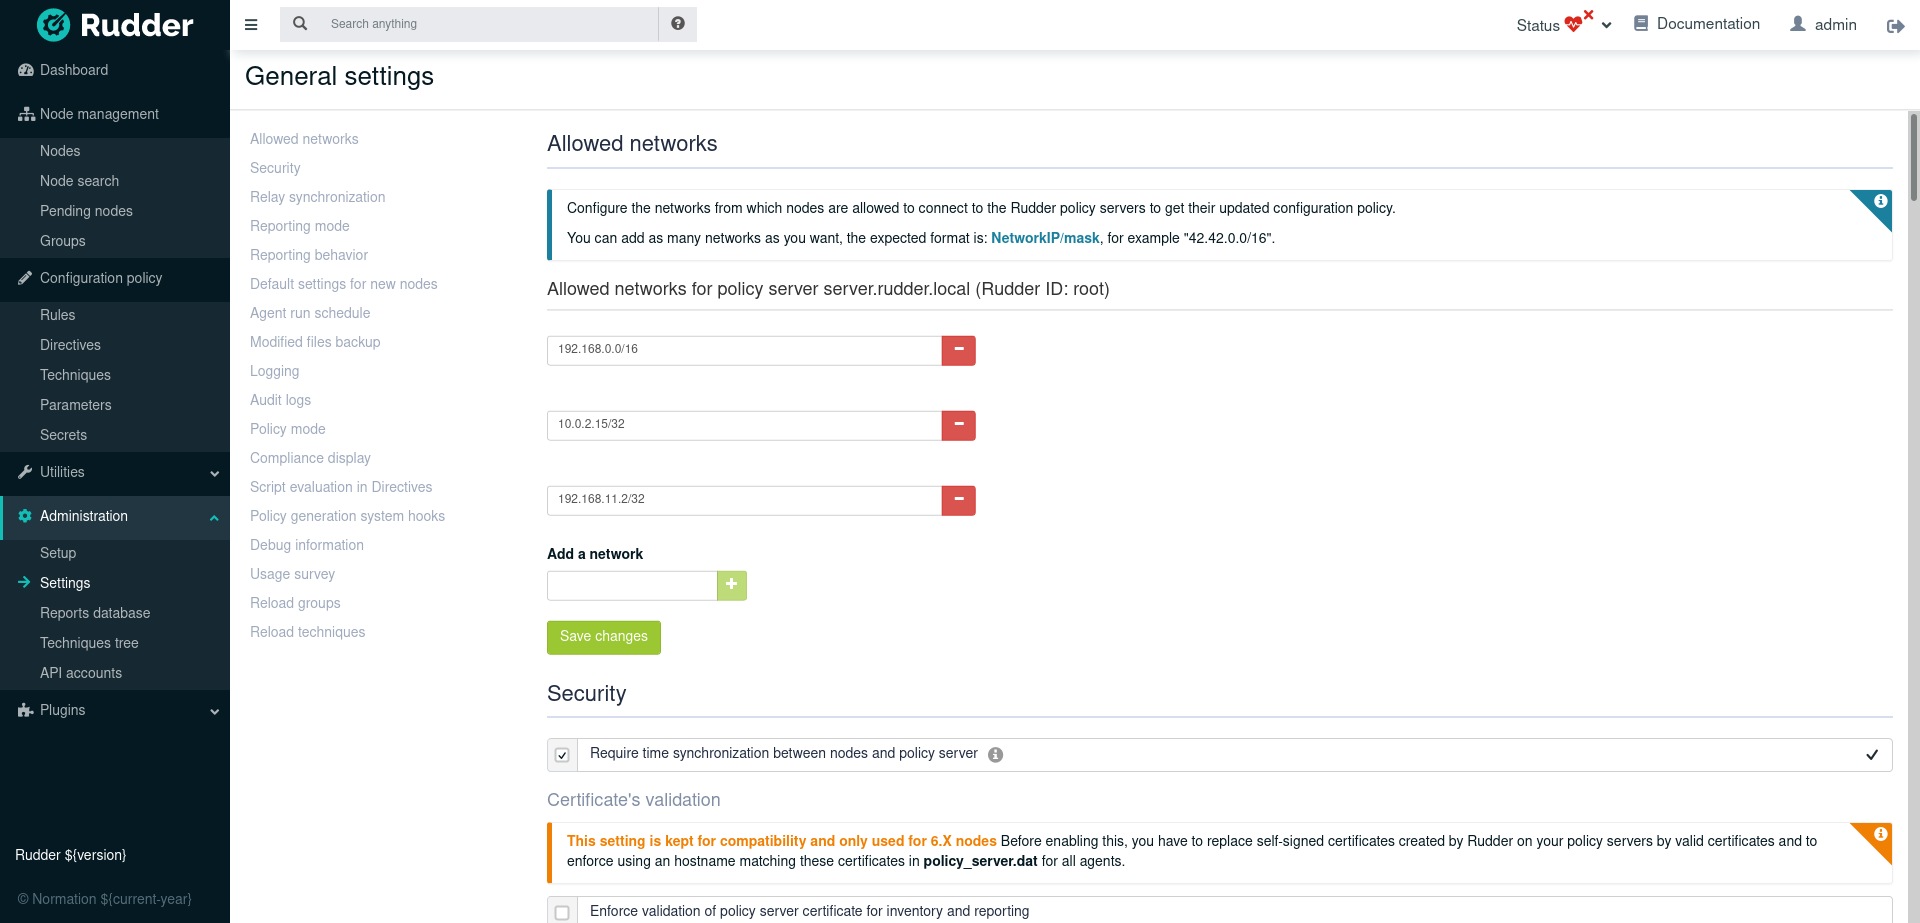 Rudder
Search anything
Status
Documentation
admin
Dashboard
Node management
Nodes
Node search
Pending nodes
Groups
Configuration policy
Rules
Directives
Techniques
Parameters
Secrets
Utilities
Administration
Setup
Settings
Reports database
Techniques tree
API accounts
Plugins
Rudder ${version}
© Normation ${current-year}
General settings
Allowed networks
Security
Relay synchronization
Reporting mode
Reporting behavior
Default settings for new nodes
Agent run schedule
Modified files backup
Logging
Audit logs
Policy mode
Compliance display
Script evaluation in Directives
Policy generation system hooks
Debug information
Usage survey
Reload groups
Reload techniques
Allowed networks
Configure the networks from which nodes are allowed to connect to the Rudder policy servers to get their updated configuration policy.
You can add as many networks as you want, the expected format is: NetworkIP/mask, for example "42.42.0.0/16".
Allowed networks for policy server server.rudder.local (Rudder ID: root)
192.168.0.0/16
10.0.2.15/32
192.168.11.2/32
Add a network
Save changes
Security
Require time synchronization between nodes and policy server
Certificate's validation
This setting is kept for compatibility and only used for 6.X nodes Before enabling this, you have to replace self-signed certificates created by Rudder on your policy servers by valid certificates and to
enforce using an hostname matching these certificates in policy_server.dat for all agents.
Enforce validation of policy server certificate for inventory and reporting